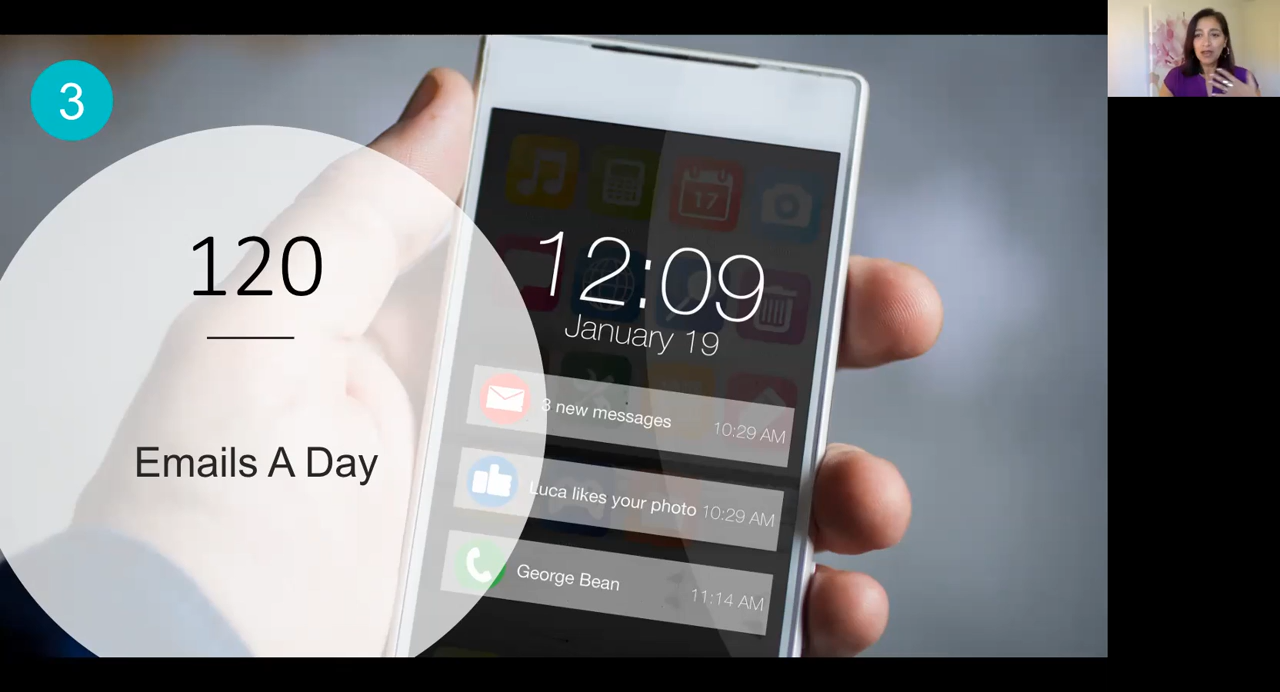 3
120
Emails A Day
17
12:09
January 19
3 new messages 10:29 AM
Luca likes your photo 10:29 AM
George Bean 11:14 AM